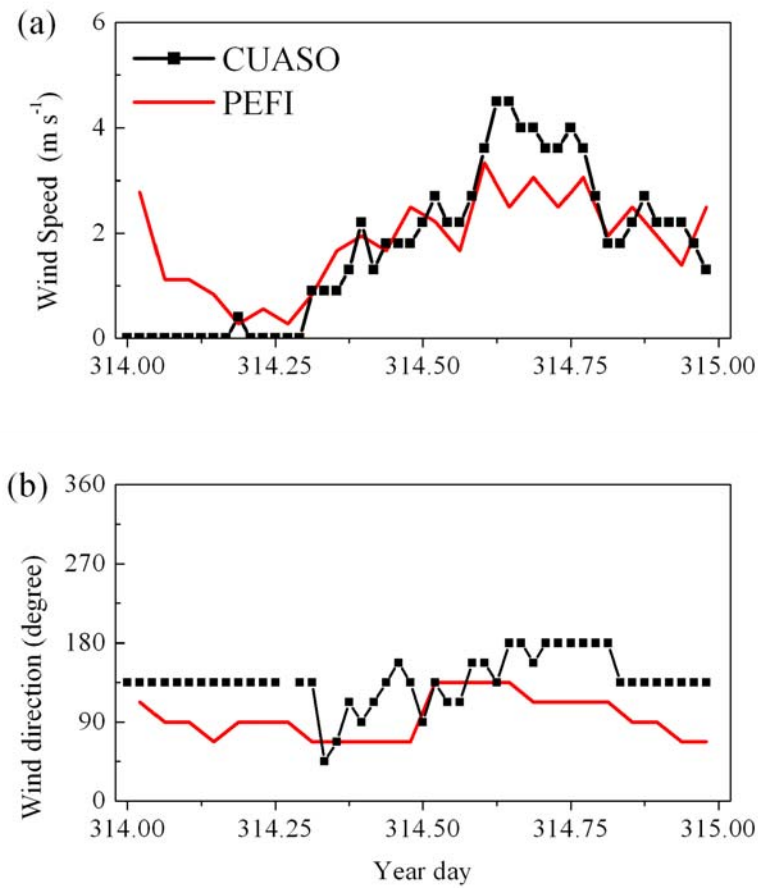 (a)
6
4
2
0
Wind Speed (m s⁻¹)
CUASO
PEFI
314.00 314.25 314.50 314.75 315.00
(b)
360
270
180
90
0
Wind direction (degree)
314.00 314.25 314.50 314.75 315.00
Year day